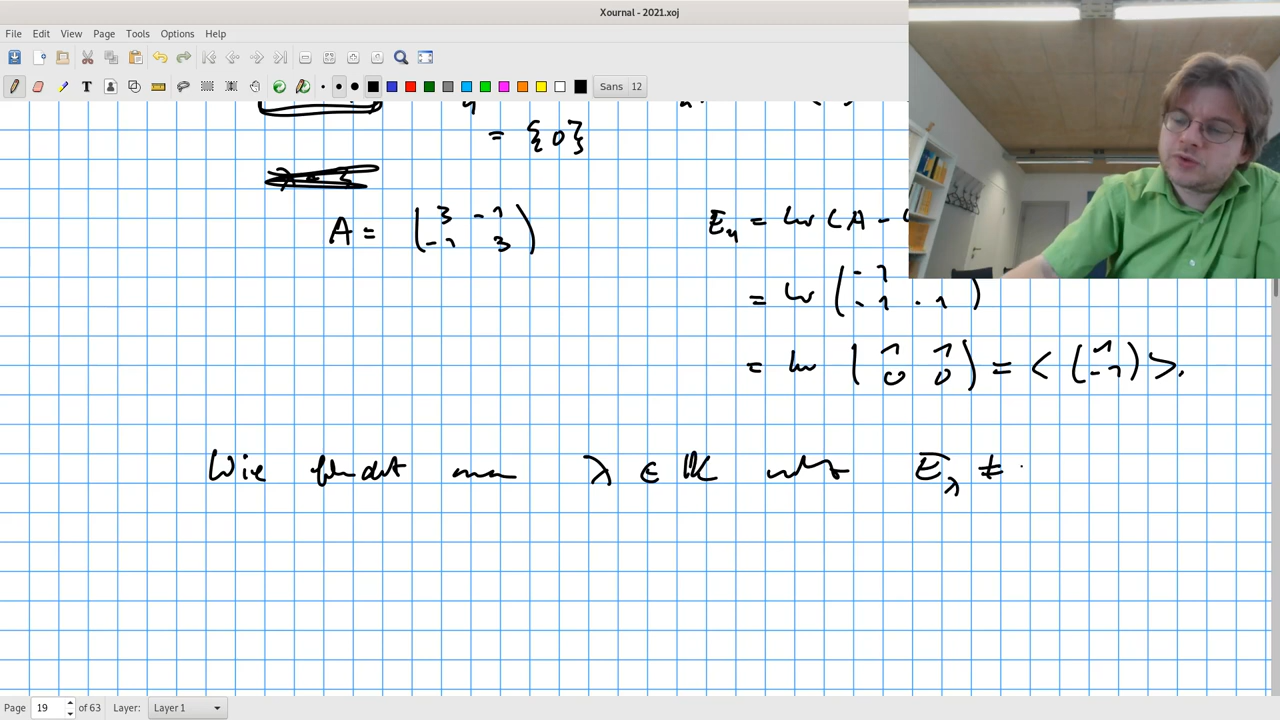 Xournal - 2021.xoj
File Edit View Page Tools Options Help
Sans 12
= {0}
A = ( 3 -1
-1 3 )
E₄ = ker (A -
= ker ( -1
-1 -1 )
= ker ( 1 1
0 0 ) = < ( 1
-1 ) >.
Wie findet man λ ∈ K mit E_λ ≠
Page 19 of 63 Layer: Layer 1